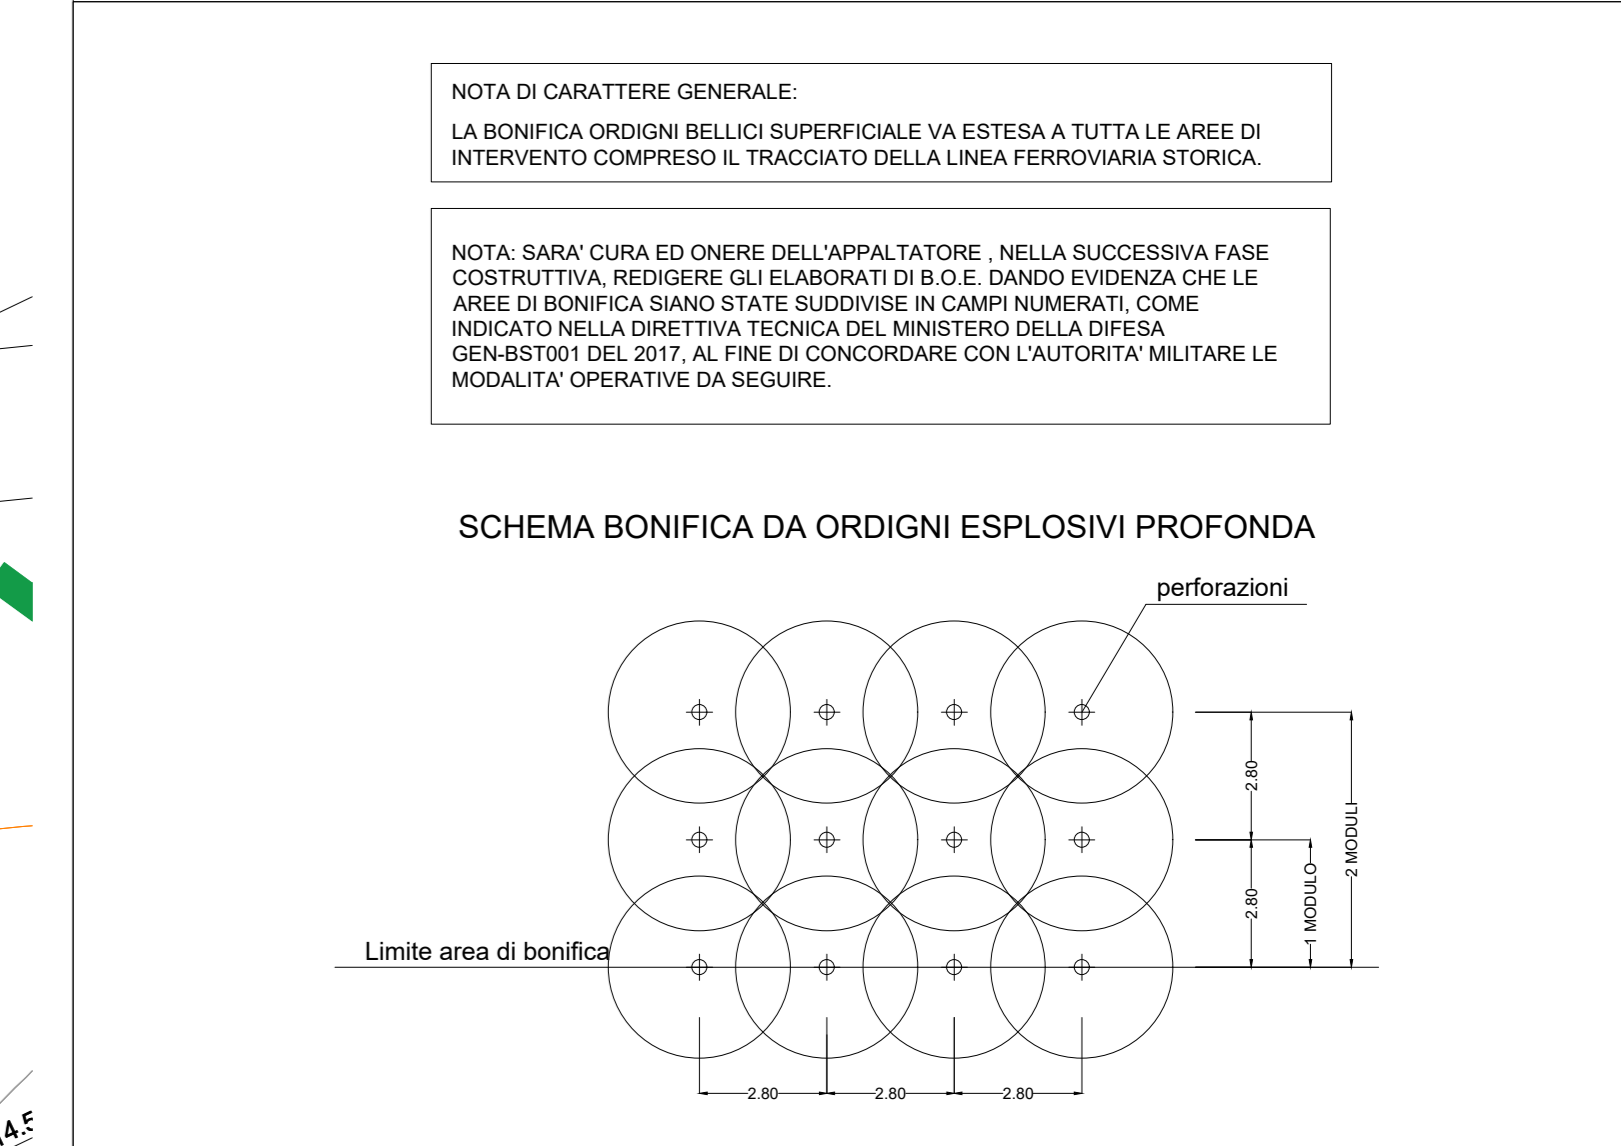 NOTA DI CARATTERE GENERALE:
LA BONIFICA ORDIGNI BELLICI SUPERFICIALE VA ESTESA A TUTTA LE AREE DI
INTERVENTO COMPRESO IL TRACCIATO DELLA LINEA FERROVIARIA STORICA.
NOTA: SARA' CURA ED ONERE DELL'APPALTATORE , NELLA SUCCESSIVA FASE
COSTRUTTIVA, REDIGERE GLI ELABORATI DI B.O.E. DANDO EVIDENZA CHE LE
AREE DI BONIFICA SIANO STATE SUDDIVISE IN CAMPI NUMERATI, COME
INDICATO NELLA DIRETTIVA TECNICA DEL MINISTERO DELLA DIFESA
GEN-BST001 DEL 2017, AL FINE DI CONCORDARE CON L'AUTORITA' MILITARE LE
MODALITA' OPERATIVE DA SEGUIRE.
SCHEMA BONIFICA DA ORDIGNI ESPLOSIVI PROFONDA
perforazioni
2.80
2 MODULI
2.80
1 MODULO
Limite area di bonifica
2.80
2.80
2.80